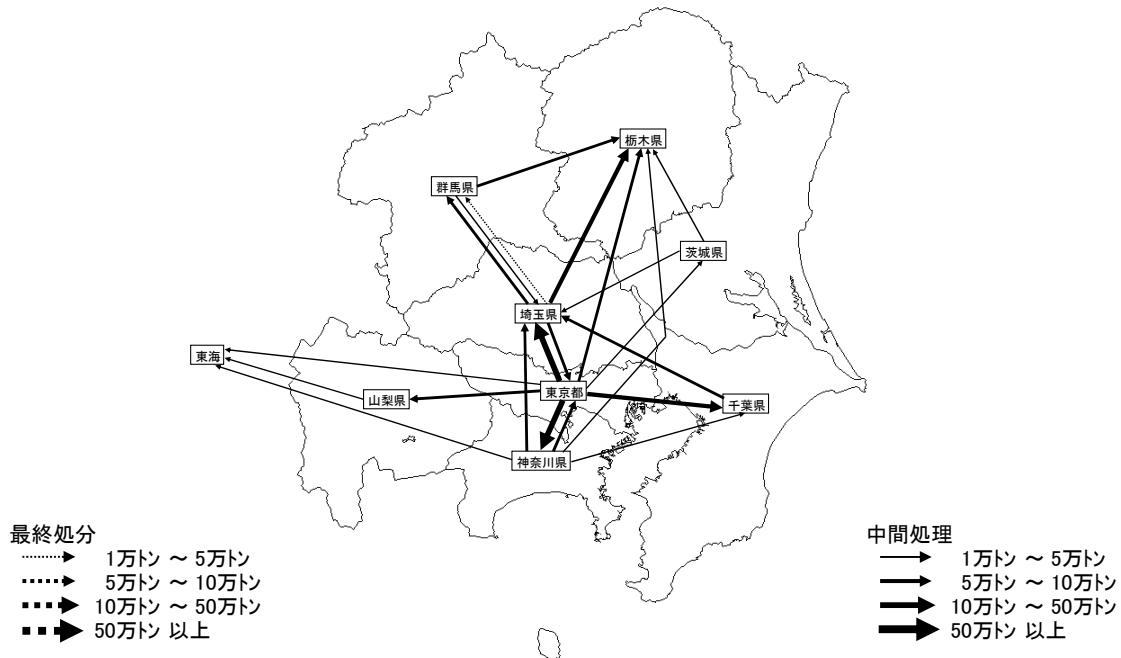 栃木県
群馬県
茨城県
埼玉県
東海
山梨県
東京都
千葉県
神奈川県
最終処分
1万トン ～ 5万トン
5万トン ～ 10万トン
10万トン ～ 50万トン
50万トン 以上
中間処理
1万トン ～ 5万トン
5万トン ～ 10万トン
10万トン ～ 50万トン
50万トン 以上